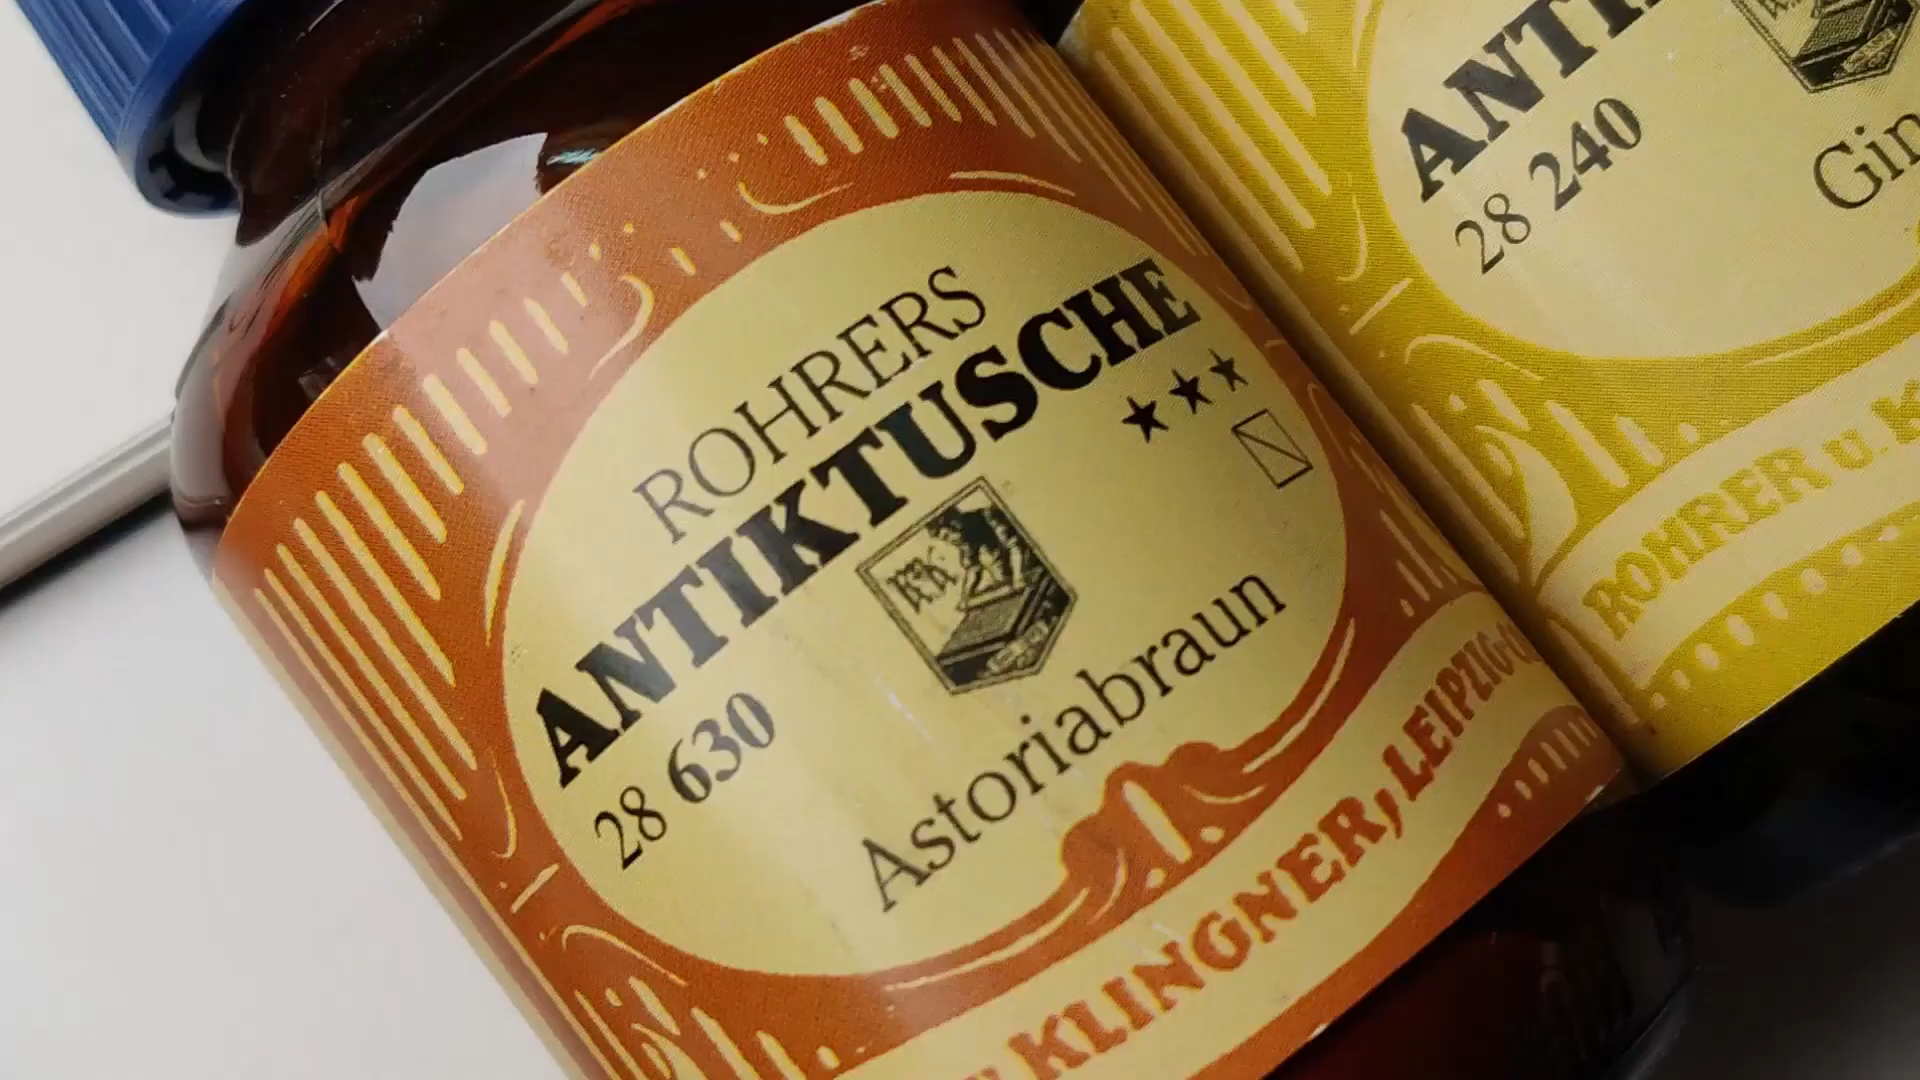 ROHRERS
ANTIKTUSCHE
★★★
28 630
Astoriabraun
KLINGNER, LEIPZIG
28 240
ROHRER u.